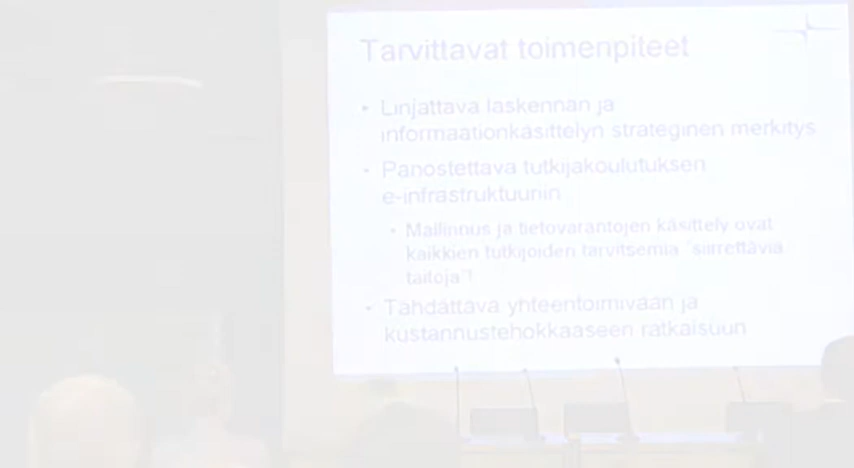 Tarvittavat toimenpiteet
• Linjattava laskennan ja
informaationkäsittelyn strateginen merkitys
• Panostettava tutkijakoulutuksen
e-infrastruktuuriin
• Mallinnus ja tietovarantojen käsittely ovat
kaikkien tutkijoiden tarvitsemia "siirrettäviä
taitoja"!
• Tähdättävä yhteentoimivaan ja
kustannustehokkaaseen ratkaisuun